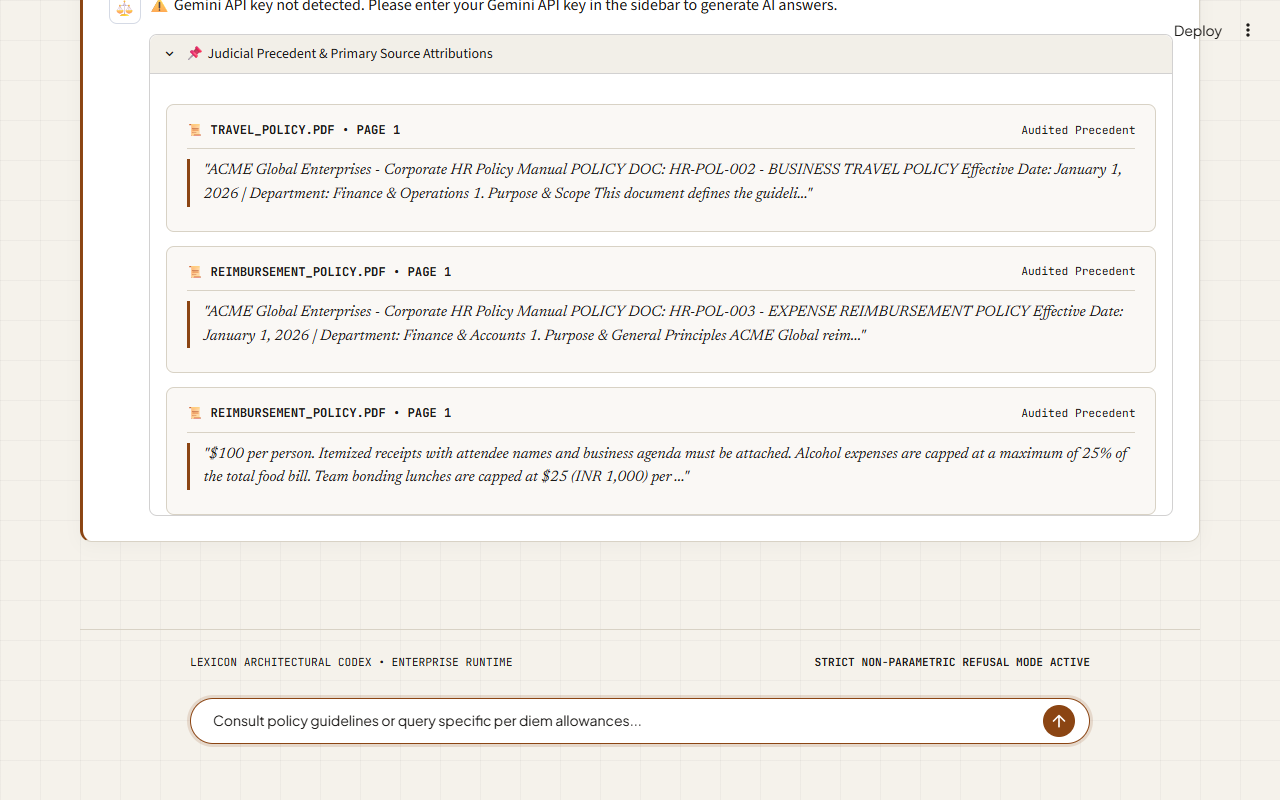 ⚠️ Gemini API key not detected. Please enter your Gemini API key in the sidebar to generate AI answers.
Deploy
📌 Judicial Precedent & Primary Source Attributions
📜 TRAVEL_POLICY.PDF • PAGE 1
Audited Precedent
"ACME Global Enterprises - Corporate HR Policy Manual POLICY DOC: HR-POL-002 - BUSINESS TRAVEL POLICY Effective Date: January 1,
2026 | Department: Finance & Operations 1. Purpose & Scope This document defines the guideli..."
📜 REIMBURSEMENT_POLICY.PDF • PAGE 1
Audited Precedent
"ACME Global Enterprises - Corporate HR Policy Manual POLICY DOC: HR-POL-003 - EXPENSE REIMBURSEMENT POLICY Effective Date:
January 1, 2026 | Department: Finance & Accounts 1. Purpose & General Principles ACME Global reim..."
📜 REIMBURSEMENT_POLICY.PDF • PAGE 1
Audited Precedent
"$100 per person. Itemized receipts with attendee names and business agenda must be attached. Alcohol expenses are capped at a maximum of 25% of
the total food bill. Team bonding lunches are capped at $25 (INR 1,000) per ..."
LEXICON ARCHITECTURAL CODEX • ENTERPRISE RUNTIME
STRICT NON-PARAMETRIC REFUSAL MODE ACTIVE
Consult policy guidelines or query specific per diem allowances...